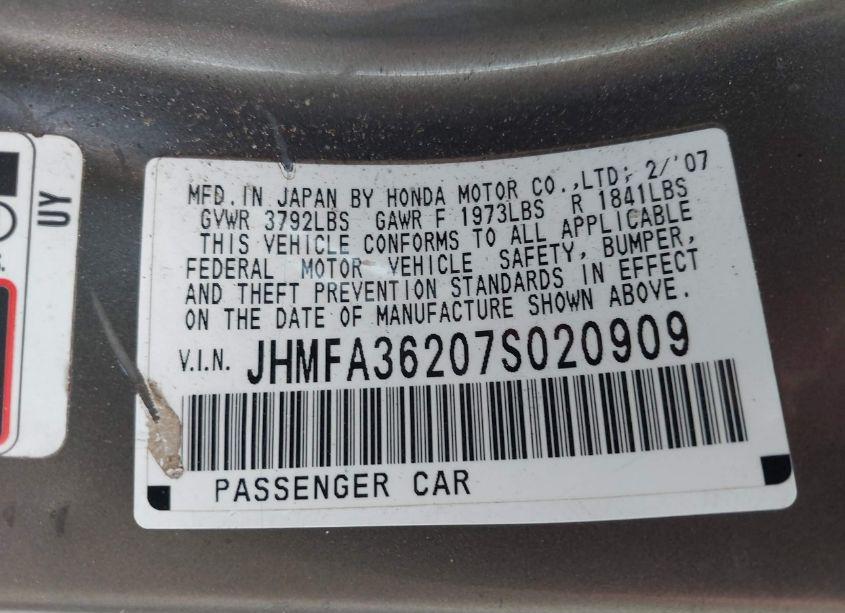 UY
MFD. IN JAPAN BY HONDA MOTOR CO.,LTD; 2/'07
GVWR 3792LBS GAWR F 1973LBS R 1841LBS
THIS VEHICLE CONFORMS TO ALL APPLICABLE
FEDERAL MOTOR VEHICLE SAFETY, BUMPER,
AND THEFT PREVENTION STANDARDS IN EFFECT
ON THE DATE OF MANUFACTURE SHOWN ABOVE.
V.I.N. JHMFA36207S020909
PASSENGER CAR